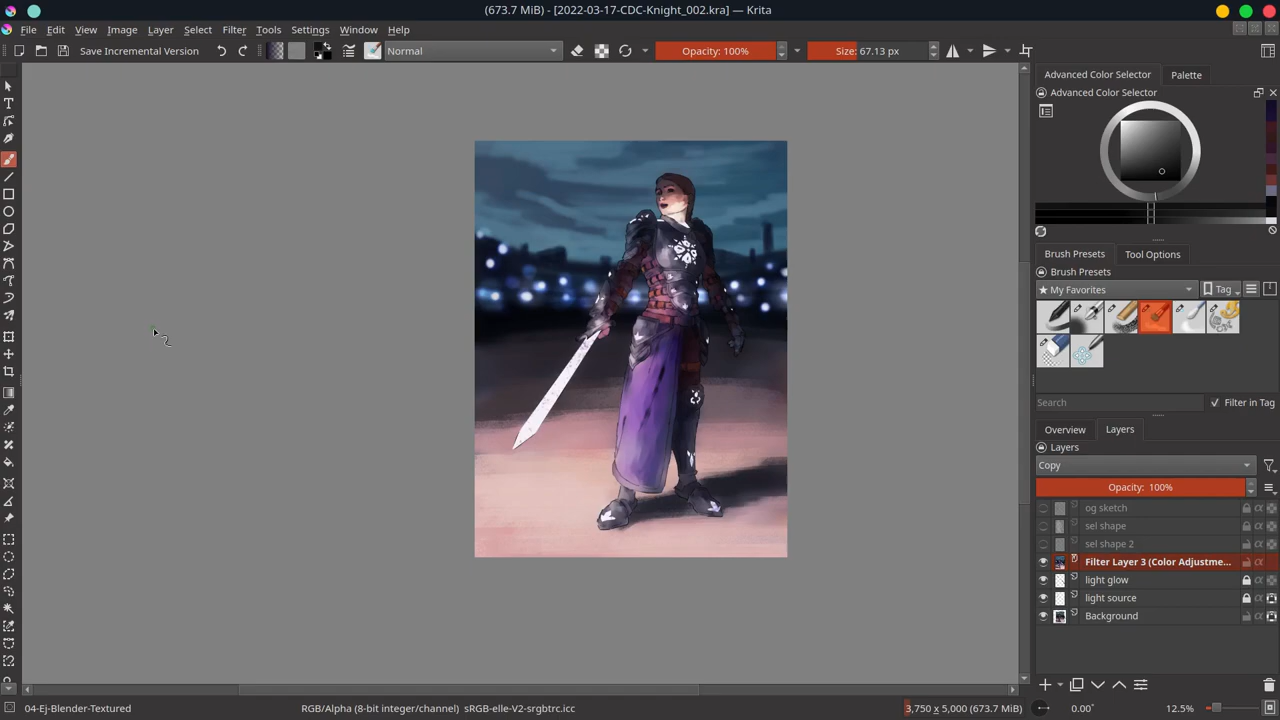 (673.7 MiB) - [2022-03-17-CDC-Knight_002.kra] — Krita
File Edit View Image Layer Select Filter Tools Settings Window Help
Save Incremental Version Normal Opacity: 100% Size: 67.13 px
Advanced Color Selector Palette
Advanced Color Selector
Brush Presets Tool Options
Brush Presets
★ My Favorites Tag
Search Filter in Tag
Overview Layers
Layers
Copy
Opacity: 100%
og sketch
sel shape
sel shape 2
Filter Layer 3 (Color Adjustme...
light glow
light source
Background
04-Ej-Blender-Textured RGB/Alpha (8-bit integer/channel) sRGB-elle-V2-srgbtrc.icc 3,750 x 5,000 (673.7 MiB) 0.00° 12.5%